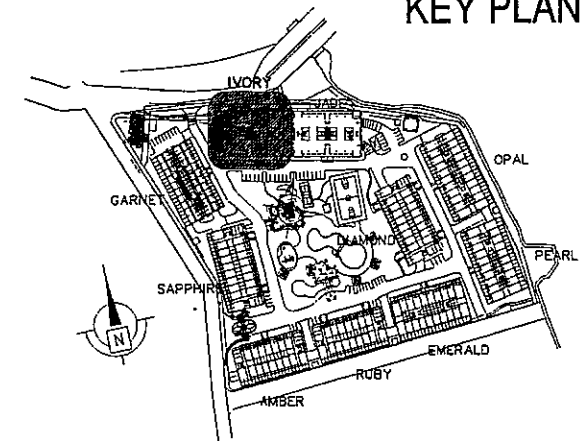 KEY PLAN
IVORY
JADE
OPAL
GARNET
DIAMOND
PEARL
SAPPHIRE
N
EMERALD
RUBY
AMBER